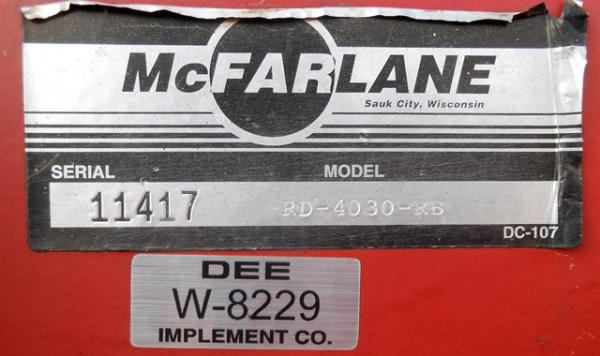 McFARLANE
Sauk City, Wisconsin
SERIAL MODEL
11417 RD-4030-RB
DC-107
DEE
W-8229
IMPLEMENT CO.